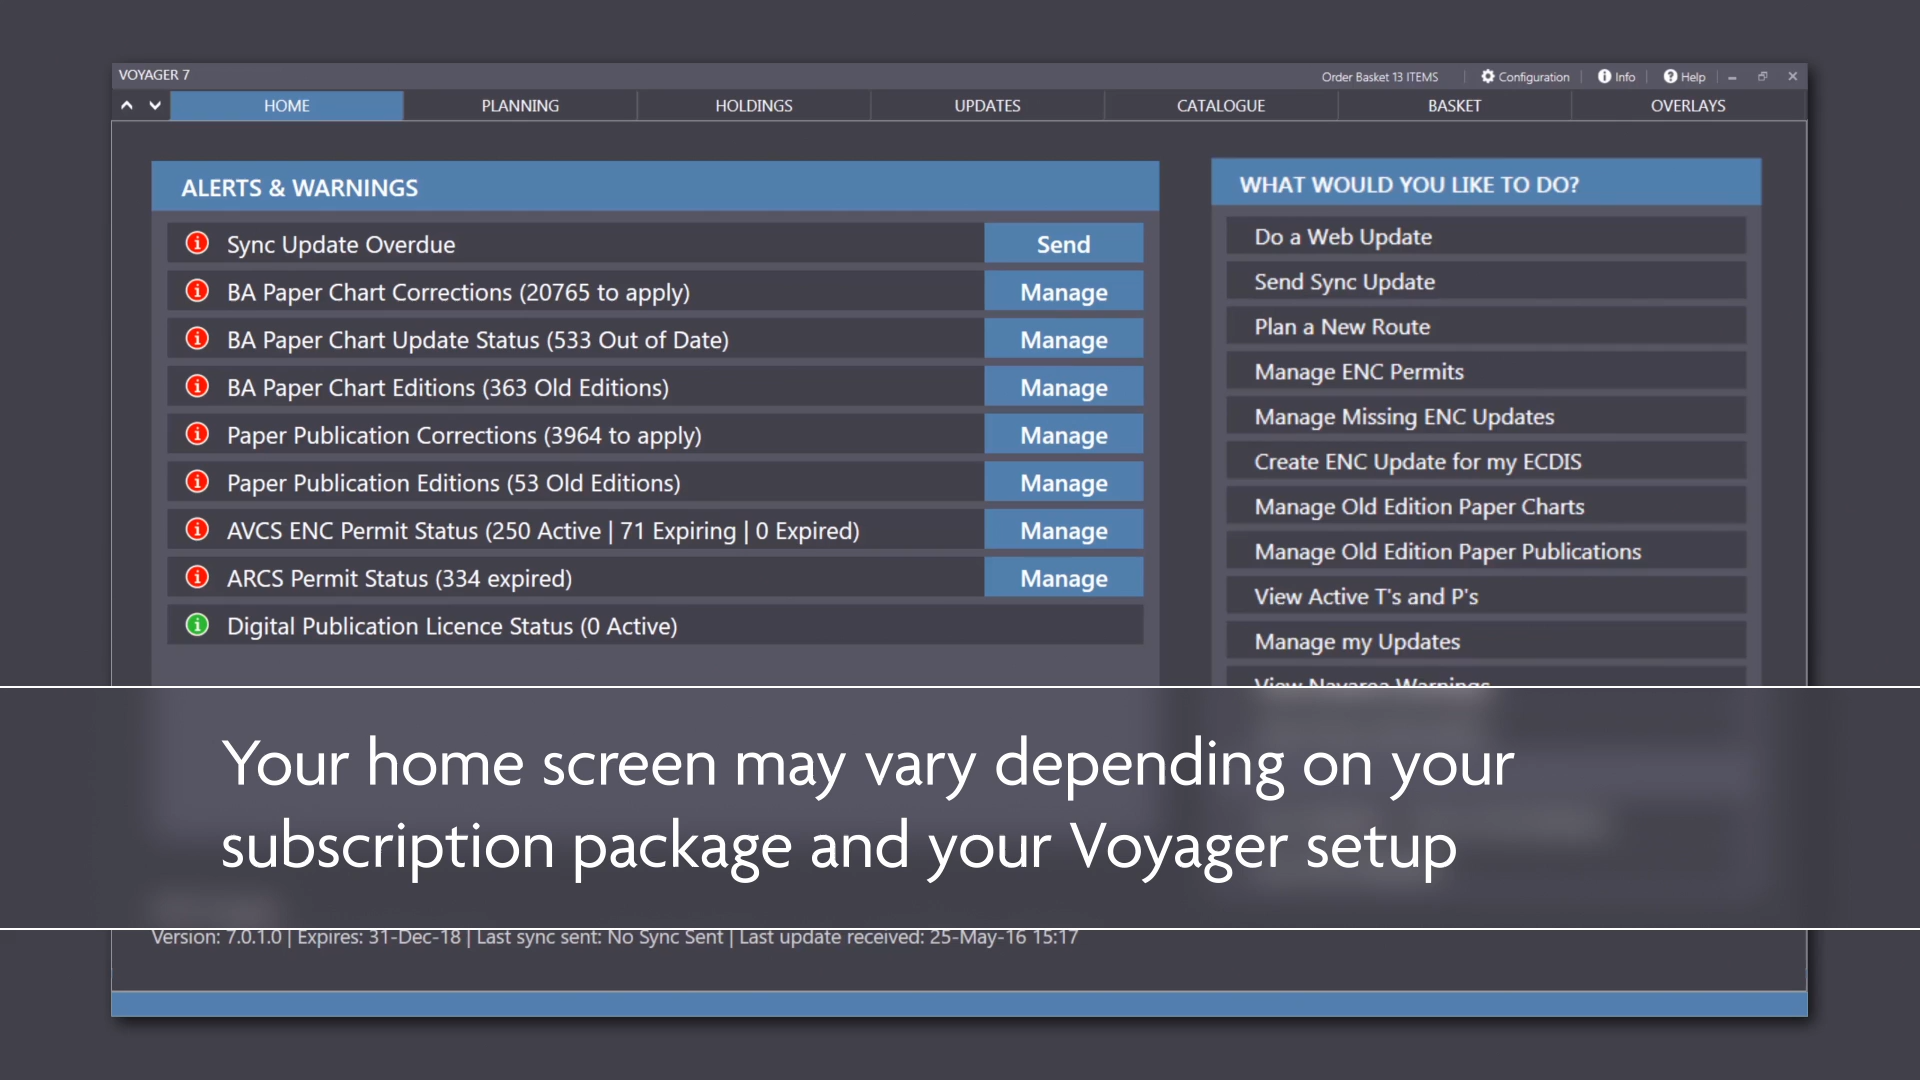 VOYAGER 7
Order Basket 13 ITEMS
Configuration
Info
Help
HOME
PLANNING
HOLDINGS
UPDATES
CATALOGUE
BASKET
OVERLAYS
ALERTS & WARNINGS
Sync Update Overdue
Send
BA Paper Chart Corrections (20765 to apply)
Manage
BA Paper Chart Update Status (533 Out of Date)
Manage
BA Paper Chart Editions (363 Old Editions)
Manage
Paper Publication Corrections (3964 to apply)
Manage
Paper Publication Editions (53 Old Editions)
Manage
AVCS ENC Permit Status (250 Active | 71 Expiring | 0 Expired)
Manage
ARCS Permit Status (334 expired)
Manage
Digital Publication Licence Status (0 Active)
WHAT WOULD YOU LIKE TO DO?
Do a Web Update
Send Sync Update
Plan a New Route
Manage ENC Permits
Manage Missing ENC Updates
Create ENC Update for my ECDIS
Manage Old Edition Paper Charts
Manage Old Edition Paper Publications
View Active T's and P's
Manage my Updates
View Navarea Warnings
Your home screen may vary depending on your
subscription package and your Voyager setup
Version: 7.0.1.0 | Expires: 31-Dec-18 | Last sync sent: No Sync Sent | Last update received: 25-May-16 15:17